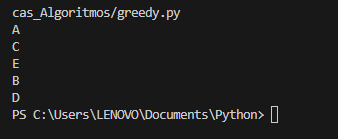 cas_Algoritmos/greedy.py
A
C
E
B
D
PS C:\Users\LENOVO\Documents\Python>